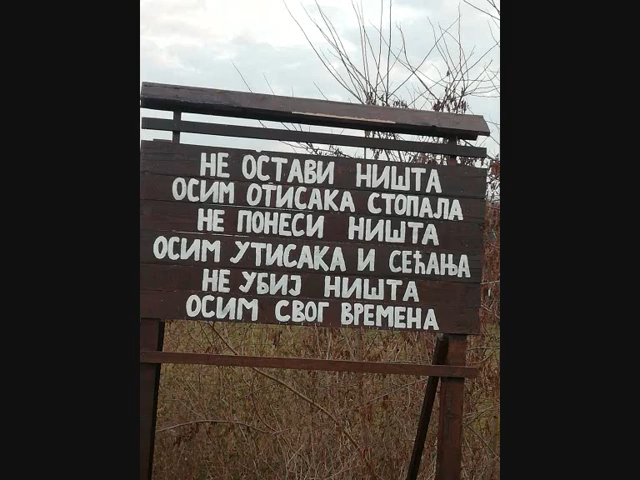 НЕ ОСТАВИ НИШТА
ОСИМ ОТИСАКА СТОПАЛА
НЕ ПОНЕСИ НИШТА
ОСИМ УТИСАКА И СЕЋАЊА
НЕ УБИЈ НИШТА
ОСИМ СВОГ ВРЕМЕНА